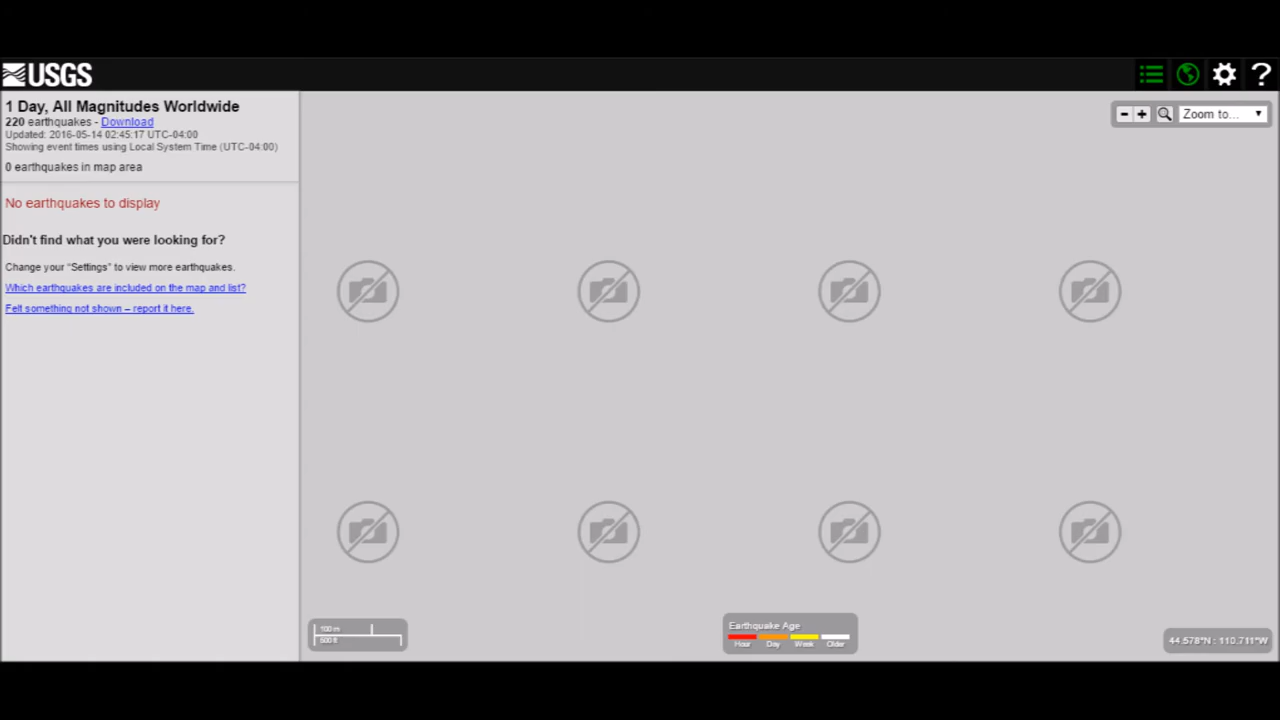 USGS
1 Day, All Magnitudes Worldwide
220 earthquakes - Download
Updated: 2016-05-14 02:45:17 UTC-04:00
Showing event times using Local System Time (UTC-04:00)
0 earthquakes in map area
No earthquakes to display
Didn't find what you were looking for?
Change your "Settings" to view more earthquakes.
Which earthquakes are included on the map and list?
Felt something not shown – report it here.
?
Zoom to...
100 m
500 ft
Earthquake Age
Hour Day Week Older
44.578°N : 110.711°W